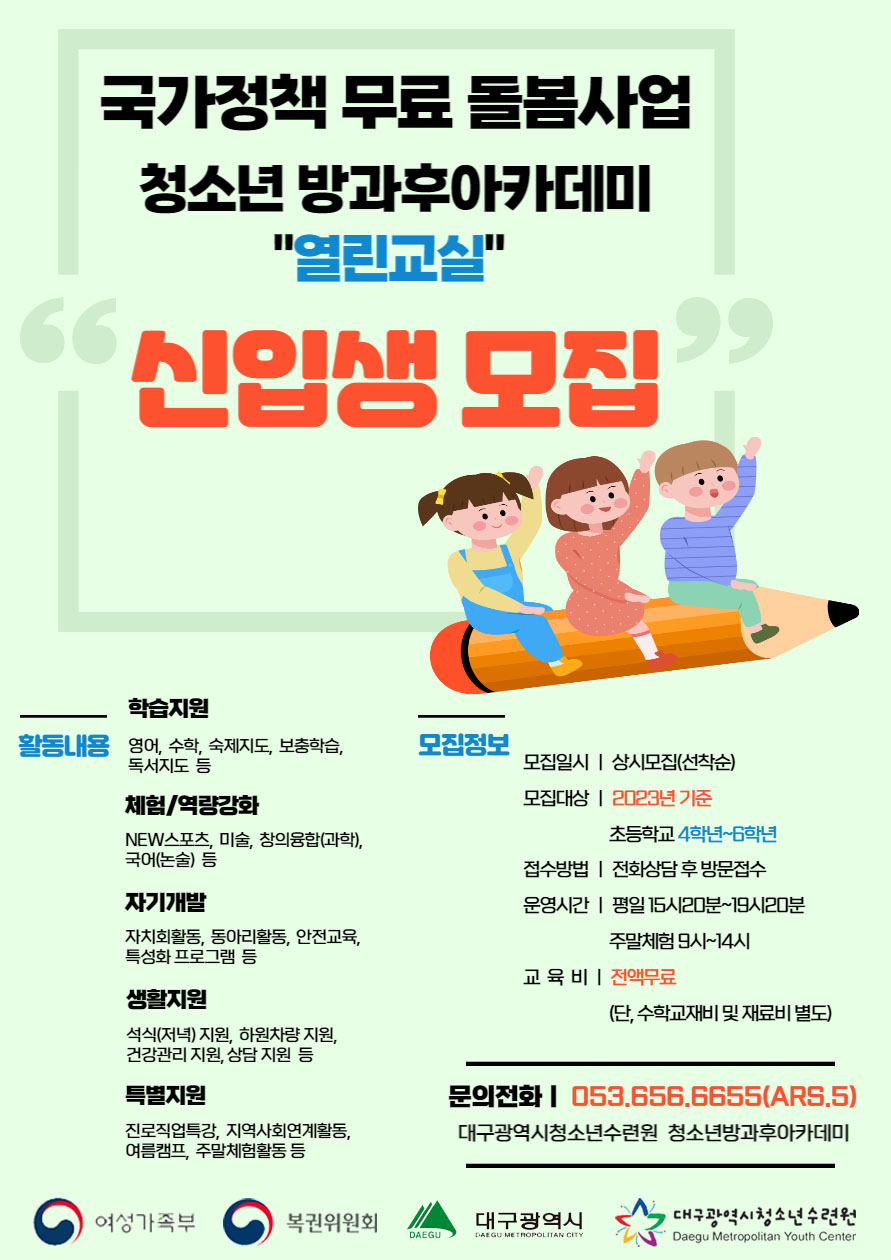 국가정책 무료 돌봄사업
청소년 방과후아카데미
"열린교실"
“신입생 모집”
활동내용
학습지원
영어, 수학, 숙제지도, 보충학습,
독서지도 등
체험/역량강화
NEW스포츠, 미술, 창의융합(과학),
국어(논술) 등
자기개발
자치회활동, 동아리활동, 안전교육,
특성화 프로그램 등
생활지원
석식(저녁) 지원, 하원차량 지원,
건강관리 지원, 상담 지원 등
특별지원
진로직업특강, 지역사회연계활동,
여름캠프, 주말체험활동 등
모집정보
모집일시 | 상시모집(선착순)
모집대상 | 2023년 기준
초등학교 4학년~6학년
접수방법 | 전화상담 후 방문접수
운영시간 | 평일 15시20분~19시20분
주말체험 9시~14시
교 육 비 | 전액무료
(단, 수학교재비 및 재료비 별도)
문의전화 | 053.656.6655(ARS.5)
대구광역시청소년수련원 청소년방과후아카데미
여성가족부
복권위원회
DAEGU
대구광역시
DAEGU METROPOLITAN CITY
대구광역시청소년수련원
Daegu Metropolitan Youth Center